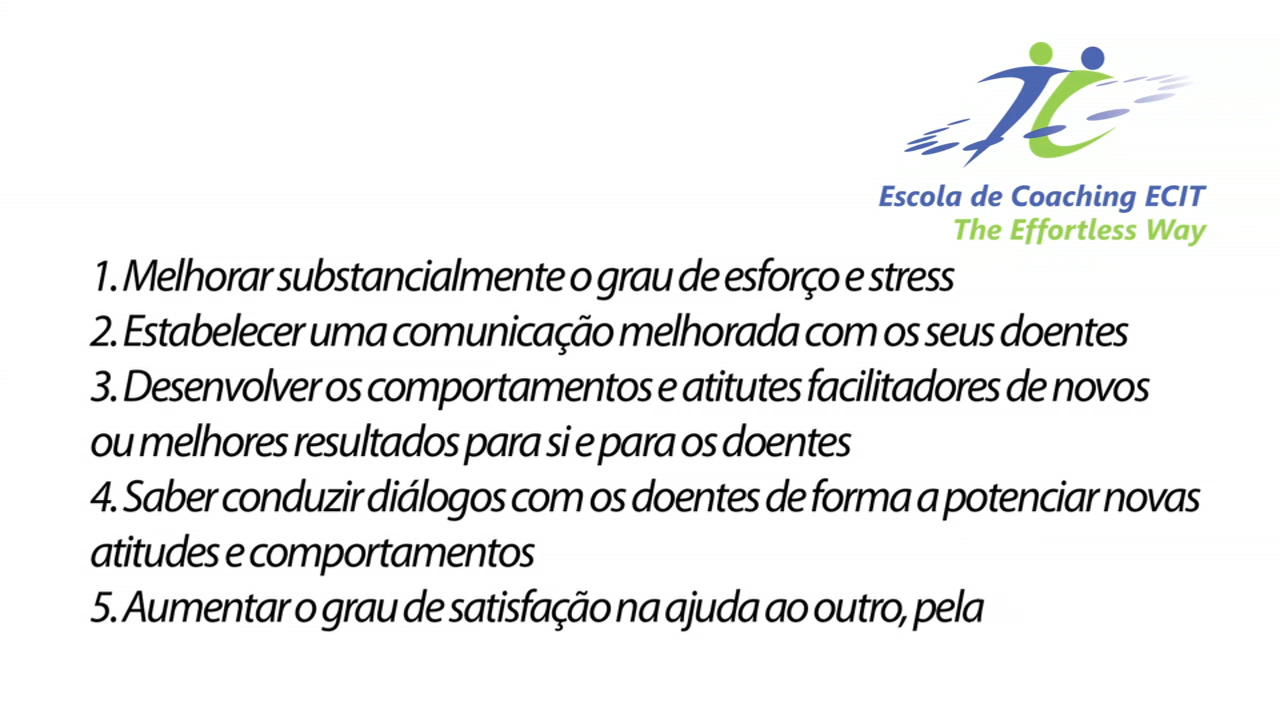 Escola de Coaching ECIT
The Effortless Way
1. Melhorar substancialmente o grau de esforço e stress
2. Estabelecer uma comunicação melhorada com os seus doentes
3. Desenvolver os comportamentos e atitutes facilitadores de novos
ou melhores resultados para si e para os doentes
4. Saber conduzir diálogos com os doentes de forma a potenciar novas
atitudes e comportamentos
5. Aumentar o grau de satisfação na ajuda ao outro, pela